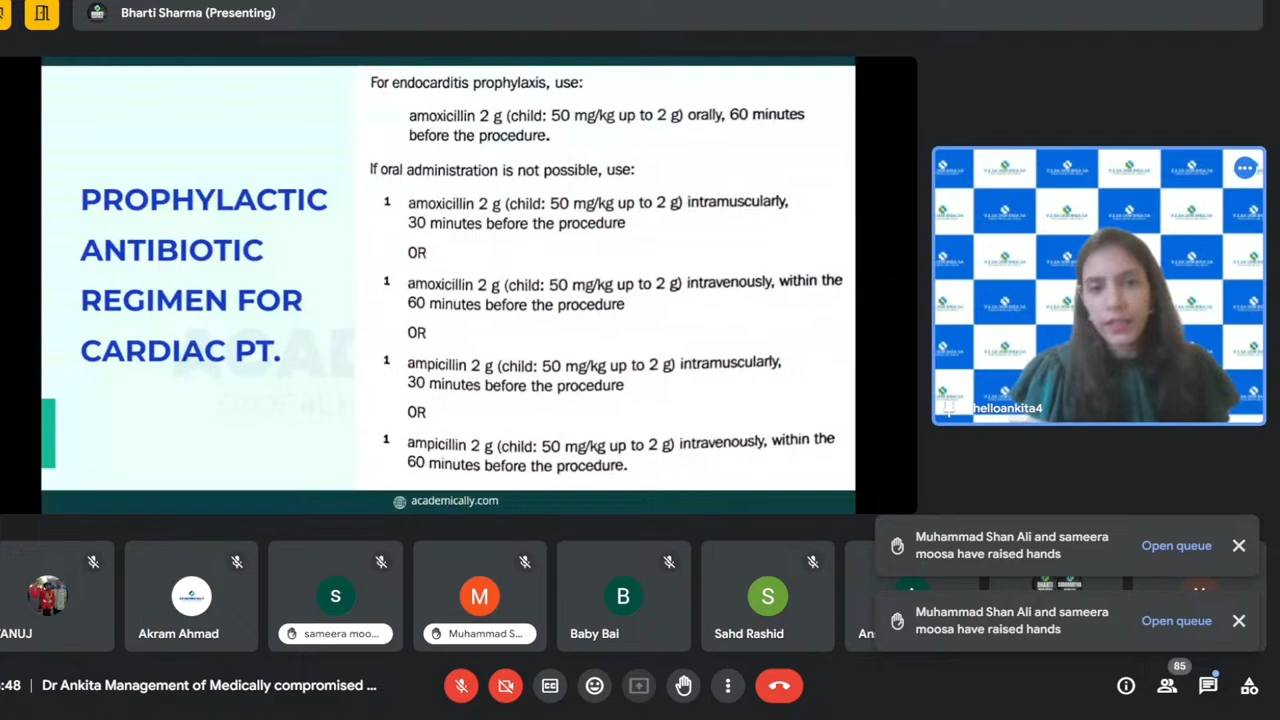 Bharti Sharma (Presenting)
PROPHYLACTIC
ANTIBIOTIC
REGIMEN FOR
CARDIAC PT.
For endocarditis prophylaxis, use:
amoxicillin 2 g (child: 50 mg/kg up to 2 g) orally, 60 minutes
before the procedure.
If oral administration is not possible, use:
1 amoxicillin 2 g (child: 50 mg/kg up to 2 g) intramuscularly,
30 minutes before the procedure
OR
1 amoxicillin 2 g (child: 50 mg/kg up to 2 g) intravenously, within the
60 minutes before the procedure
OR
1 ampicillin 2 g (child: 50 mg/kg up to 2 g) intramuscularly,
30 minutes before the procedure
OR
1 ampicillin 2 g (child: 50 mg/kg up to 2 g) intravenously, within the
60 minutes before the procedure.
academically.com
helloankita4
Muhammad Shan Ali and sameera
moosa have raised hands
Open queue
Muhammad Shan Ali and sameera
moosa have raised hands
Open queue
S
M
B
S
ANUJ
Akram Ahmad
sameera moo...
Muhammad S...
Baby Bai
Sahd Rashid
An
:48 | Dr Ankita Management of Medically compromised ...
85